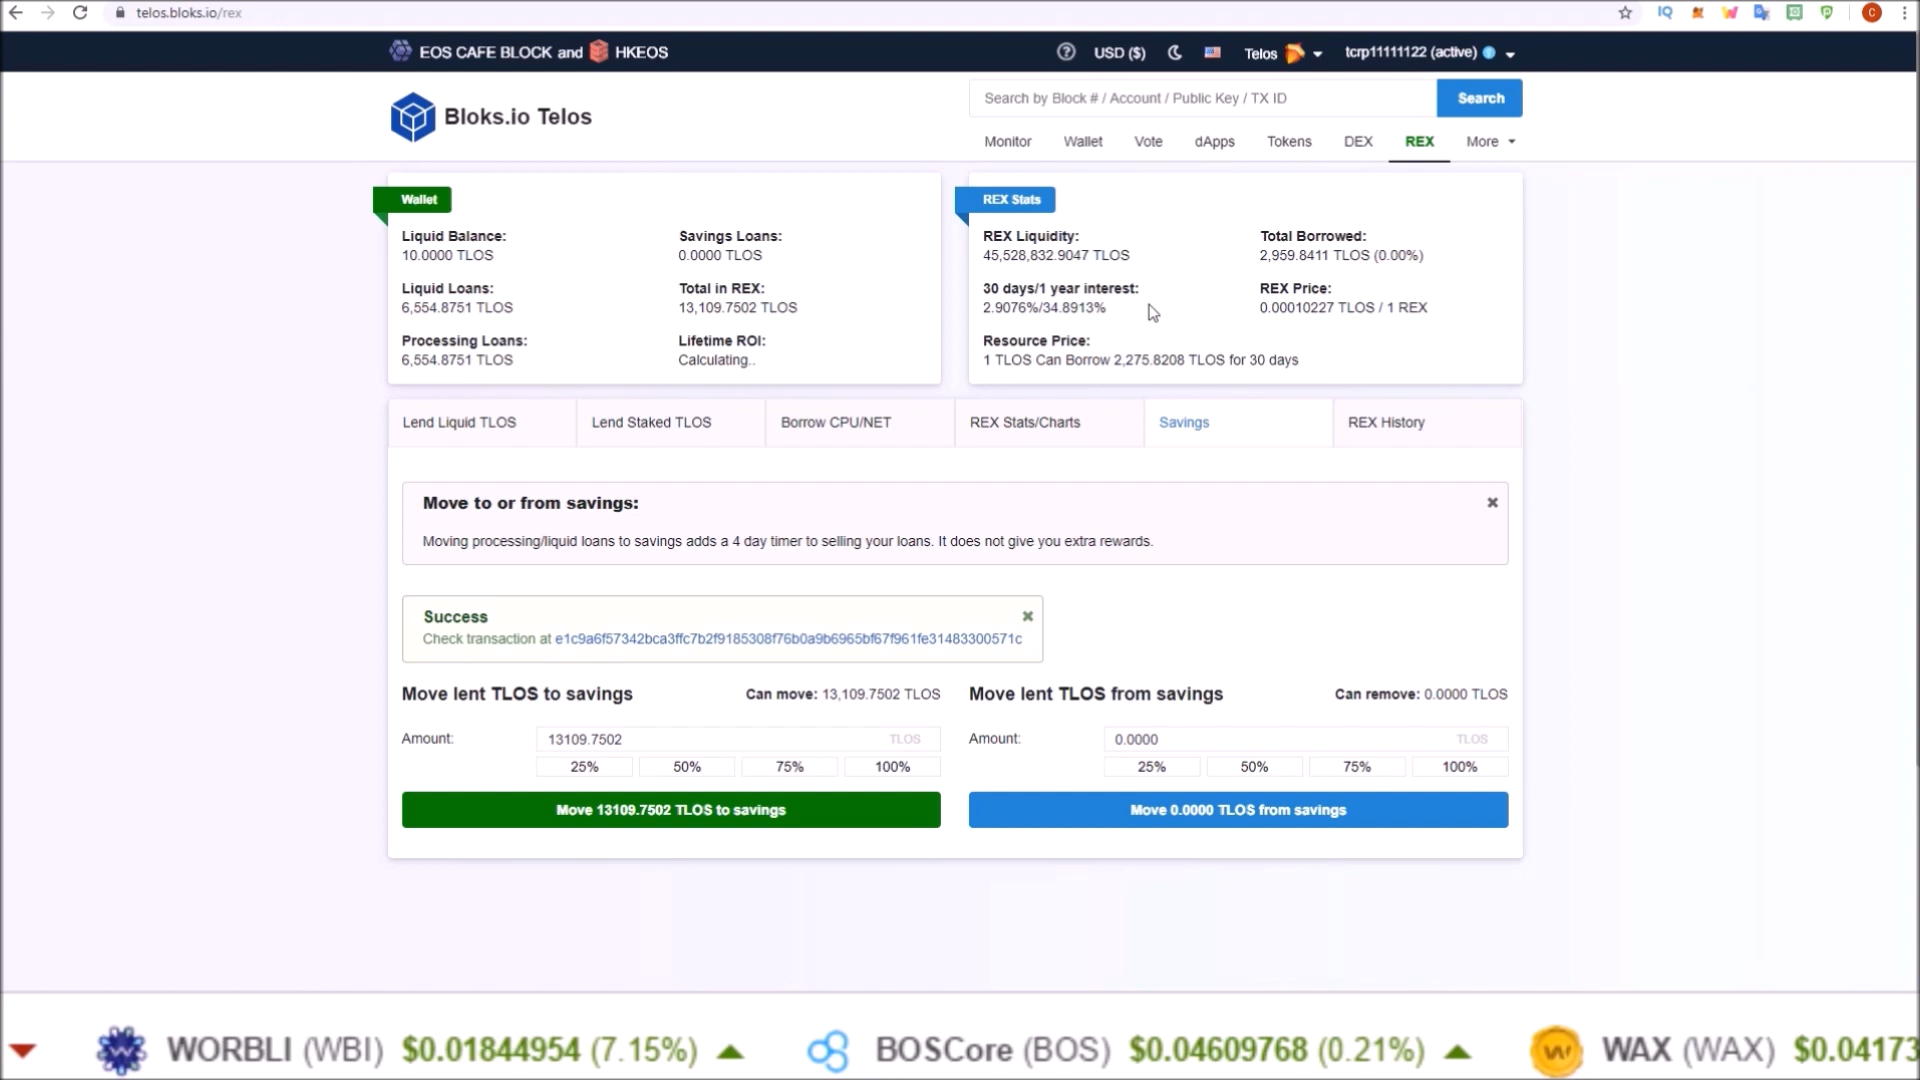 telos.bloks.io/rex
C
EOS CAFE BLOCK and HKEOS
USD ($)
Telos
tcrp11111122 (active)
Bloks.io Telos
Search by Block # / Account / Public Key / TX ID
Search
Monitor Wallet Vote dApps Tokens DEX REX More
Wallet
Liquid Balance:
10.0000 TLOS
Savings Loans:
0.0000 TLOS
Liquid Loans:
6,554.8751 TLOS
Total in REX:
13,109.7502 TLOS
Processing Loans:
6,554.8751 TLOS
Lifetime ROI:
Calculating..
REX Stats
REX Liquidity:
45,528,832.9047 TLOS
Total Borrowed:
2,959.8411 TLOS (0.00%)
30 days/1 year interest:
2.9076%/34.8913%
REX Price:
0.00010227 TLOS / 1 REX
Resource Price:
1 TLOS Can Borrow 2,275.8208 TLOS for 30 days
Lend Liquid TLOS
Lend Staked TLOS
Borrow CPU/NET
REX Stats/Charts
Savings
REX History
Move to or from savings:
Moving processing/liquid loans to savings adds a 4 day timer to selling your loans. It does not give you extra rewards.
Success
Check transaction at e1c9a6f57342bca3ffc7b2f9185308f76b0a9b6965bf67f961fe31483300571c
Move lent TLOS to savings
Can move: 13,109.7502 TLOS
Amount:
13109.7502 TLOS
25% 50% 75% 100%
Move 13109.7502 TLOS to savings
Move lent TLOS from savings
Can remove: 0.0000 TLOS
Amount:
0.0000 TLOS
25% 50% 75% 100%
Move 0.0000 TLOS from savings
WORBLI (WBI) $0.01844954 (7.15%) BOSCore (BOS) $0.04609768 (0.21%) WAX (WAX) $0.04173